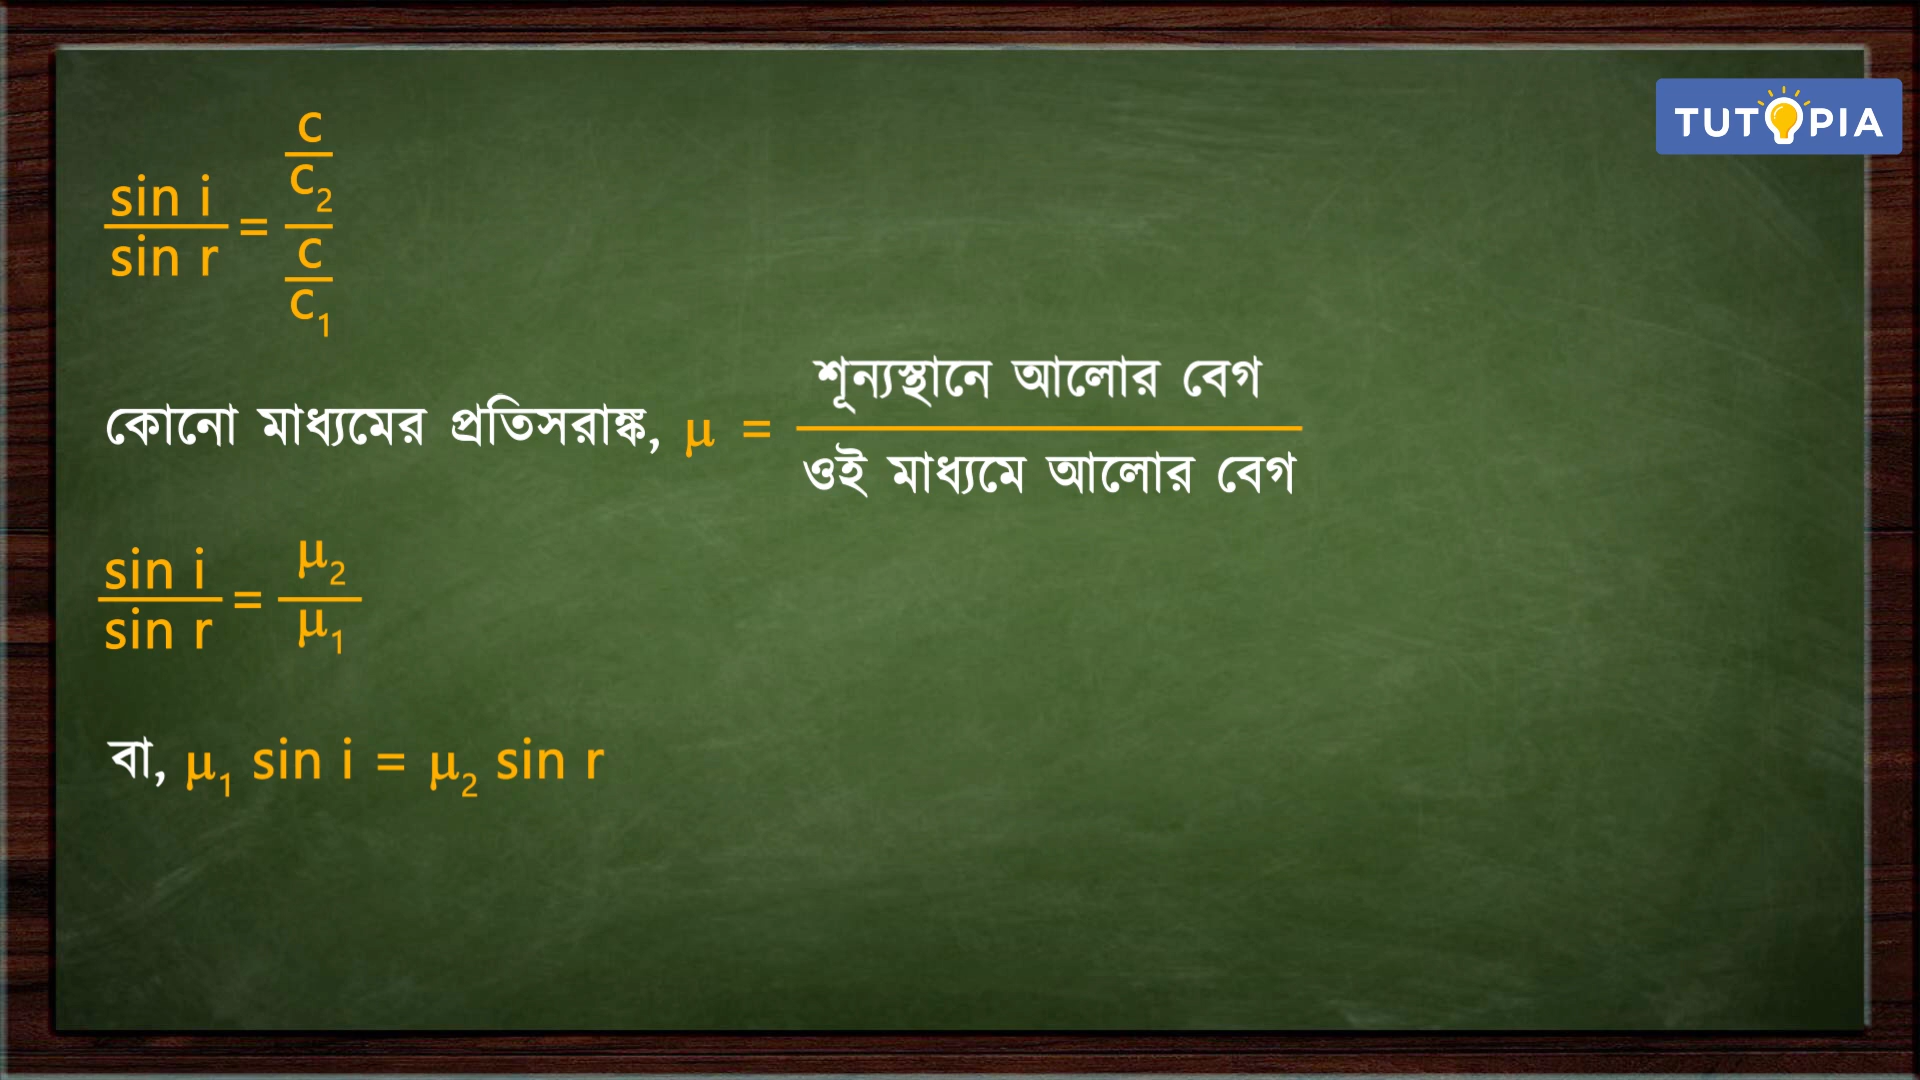 TUTOPIA
sin i / sin r = (c / c₂) / (c / c₁)
কোনো মাধ্যমের প্রতিসরাঙ্ক, μ = শূন্যস্থানে আলোর বেগ / ওই মাধ্যমে আলোর বেগ
sin i / sin r = μ₂ / μ₁
বা, μ₁ sin i = μ₂ sin r